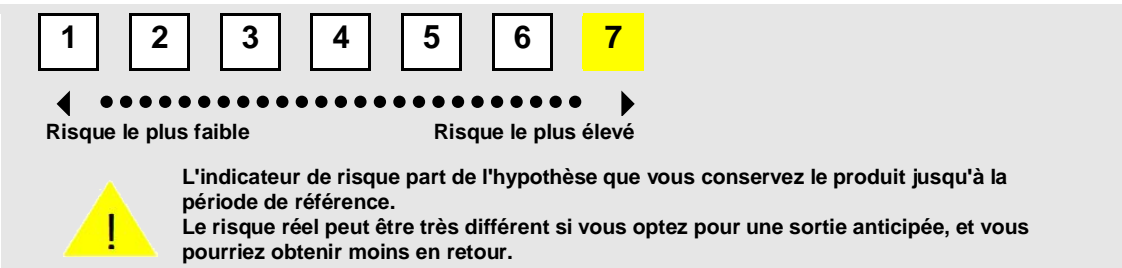 1 2 3 4 5 6 7
Risque le plus faible Risque le plus élevé
L'indicateur de risque part de l'hypothèse que vous conservez le produit jusqu'à la
période de référence.
Le risque réel peut être très différent si vous optez pour une sortie anticipée, et vous
pourriez obtenir moins en retour.
!